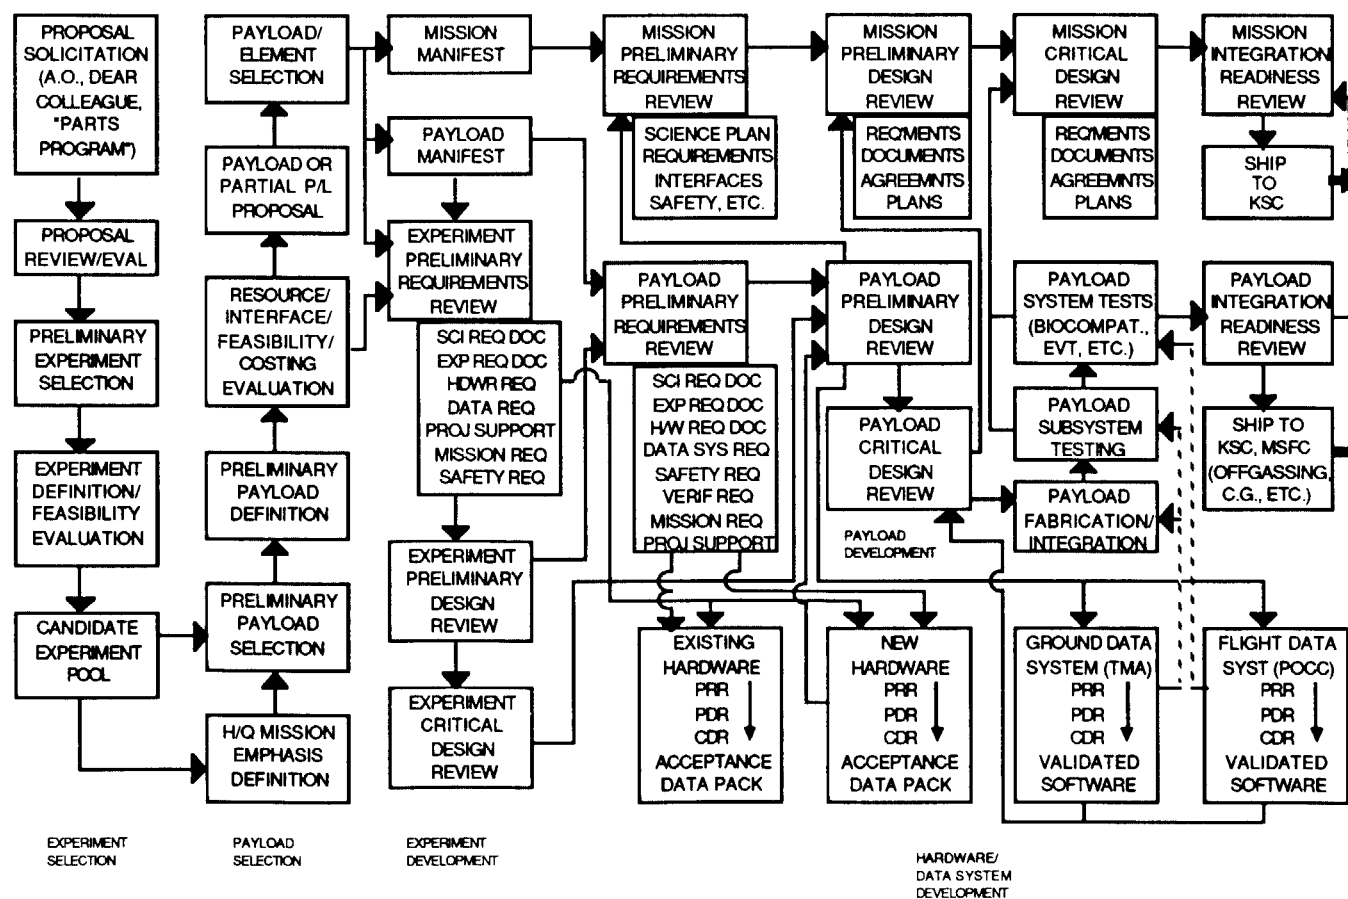 PROPOSAL
SOLICITATION
(A.O., DEAR
COLLEAGUE,
"PARTS
PROGRAM")
PROPOSAL
REVIEW/EVAL
PRELIMINARY
EXPERIMENT
SELECTION
EXPERIMENT
DEFINITION/
FEASIBILITY
EVALUATION
CANDIDATE
EXPERIMENT
POOL
EXPERIMENT
SELECTION
PAYLOAD/
ELEMENT
SELECTION
PAYLOAD OR
PARTIAL P/L
PROPOSAL
RESOURCE/
INTERFACE/
FEASIBILITY/
COSTING
EVALUATION
PRELIMINARY
PAYLOAD
DEFINITION
PRELIMINARY
PAYLOAD
SELECTION
H/Q MISSION
EMPHASIS
DEFINITION
PAYLOAD
SELECTION
MISSION
MANIFEST
PAYLOAD
MANIFEST
EXPERIMENT
PRELIMINARY
REQUIREMENTS
REVIEW
SCI REQ DOC
EXP REQ DOC
HDWR REQ
DATA REQ
PROJ SUPPORT
MISSION REQ
SAFETY REQ
EXPERIMENT
PRELIMINARY
DESIGN
REVIEW
EXPERIMENT
CRITICAL
DESIGN
REVIEW
EXPERIMENT
DEVELOPMENT
MISSION
PRELIMINARY
REQUIREMENTS
REVIEW
SCIENCE PLAN
REQUIREMENTS
INTERFACES
SAFETY, ETC.
PAYLOAD
PRELIMINARY
REQUIREMENTS
REVIEW
SCI REQ DOC
EXP REQ DOC
H/W REQ DOC
DATA SYS REQ
SAFETY REQ
VERIF REQ
MISSION REQ
PROJ SUPPORT
EXISTING
HARDWARE
PRR
PDR
CDR
ACCEPTANCE
DATA PACK
MISSION
PRELIMINARY
DESIGN
REVIEW
REQ'MENTS
DOCUMENTS
AGREEMNTS
PLANS
PAYLOAD
PRELIMINARY
DESIGN
REVIEW
PAYLOAD
CRITICAL
DESIGN
REVIEW
PAYLOAD
DEVELOPMENT
NEW
HARDWARE
PRR
PDR
CDR
ACCEPTANCE
DATA PACK
MISSION
CRITICAL
DESIGN
REVIEW
REQ'MENTS
DOCUMENTS
AGREEMNTS
PLANS
PAYLOAD
SYSTEM TESTS
(BIOCOMPAT.,
EVT, ETC.)
PAYLOAD
SUBSYSTEM
TESTING
PAYLOAD
FABRICATION/
INTEGRATION
GROUND DATA
SYSTEM (TMA)
PRR
PDR
CDR
VALIDATED
SOFTWARE
HARDWARE/
DATA SYSTEM
DEVELOPMENT
MISSION
INTEGRATION
READINESS
REVIEW
SHIP
TO
KSC
PAYLOAD
INTEGRATION
READINESS
REVIEW
SHIP TO
KSC, MSFC
(OFFGASSING,
C.G., ETC.)
FLIGHT DATA
SYST (POCC)
PRR
PDR
CDR
VALIDATED
SOFTWARE